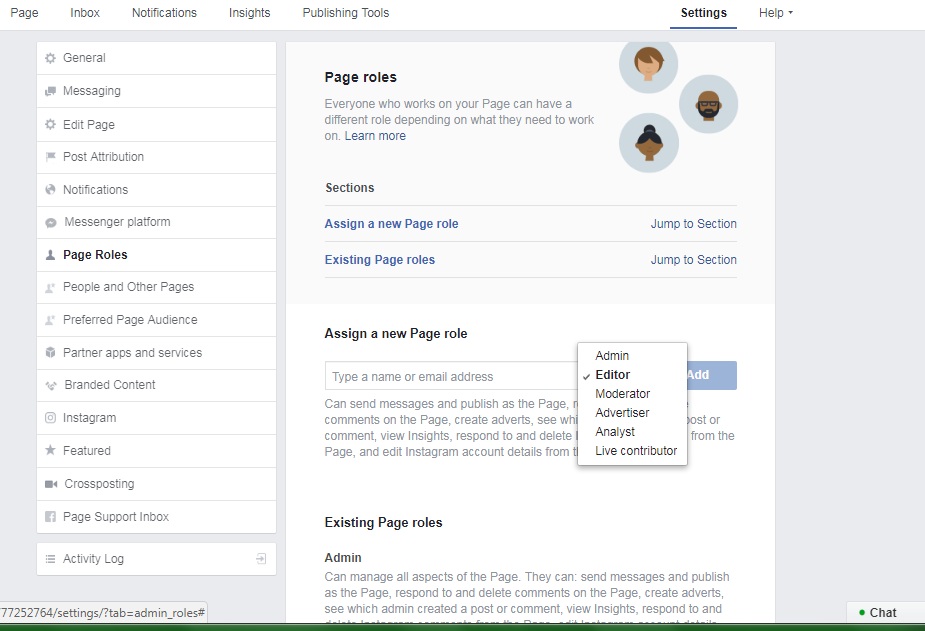 Page Inbox Notifications Insights Publishing Tools Settings Help
General
Messaging
Edit Page
Post Attribution
Notifications
Messenger platform
Page Roles
People and Other Pages
Preferred Page Audience
Partner apps and services
Branded Content
Instagram
Featured
Crossposting
Page Support Inbox
Activity Log
Page roles
Everyone who works on your Page can have a
different role depending on what they need to work
on. Learn more
Sections
Assign a new Page role Jump to Section
Existing Page roles Jump to Section
Assign a new Page role
Type a name or email address
Add
Admin
Editor
Moderator
Advertiser
Analyst
Live contributor
Can send messages and publish as the Page,
comments on the Page, create adverts, see post or
comment, view Insights, respond to and delete from the
Page, and edit Instagram account details from
Existing Page roles
Admin
Can manage all aspects of the Page. They can: send messages and publish
as the Page, respond to and delete comments on the Page, create adverts,
see which admin created a post or comment, view Insights, respond to and
delete Instagram comments from the Page, edit Instagram account details
77252764/settings/?tab=admin_roles#
Chat